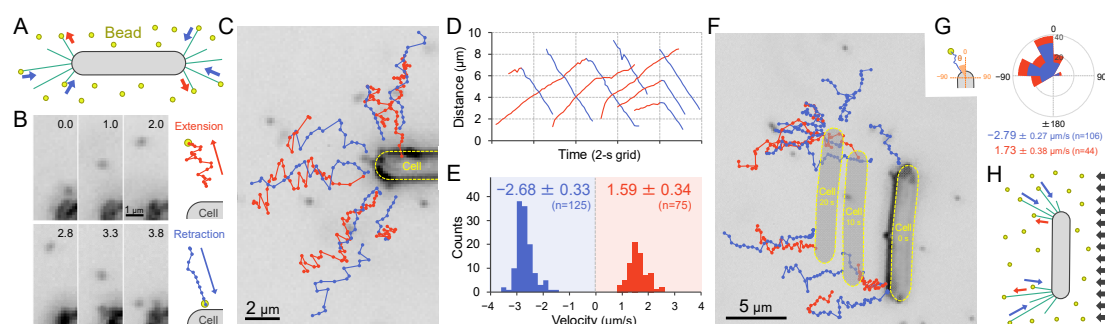 A
Bead
B
0.0
1.0
2.0
Extension
1 µm
Cell
2.8
3.3
3.8
Retraction
Cell
C
Cell
2 µm
D
Distance (µm)
10
8
6
4
2
0
Time (2-s grid)
E
Counts
50
40
30
20
10
0
−2.68 ± 0.33
(n=125)
1.59 ± 0.34
(n=75)
−4
−3
−2
−1
0
1
2
3
4
Velocity (µm/s)
F
Cell
20 s
Cell
10 s
Cell
0 s
5 µm
G
0
−90
90
0
40
20
−90
90
±180
−2.79 ± 0.27 µm/s (n=106)
1.73 ± 0.38 µm/s (n=44)
H